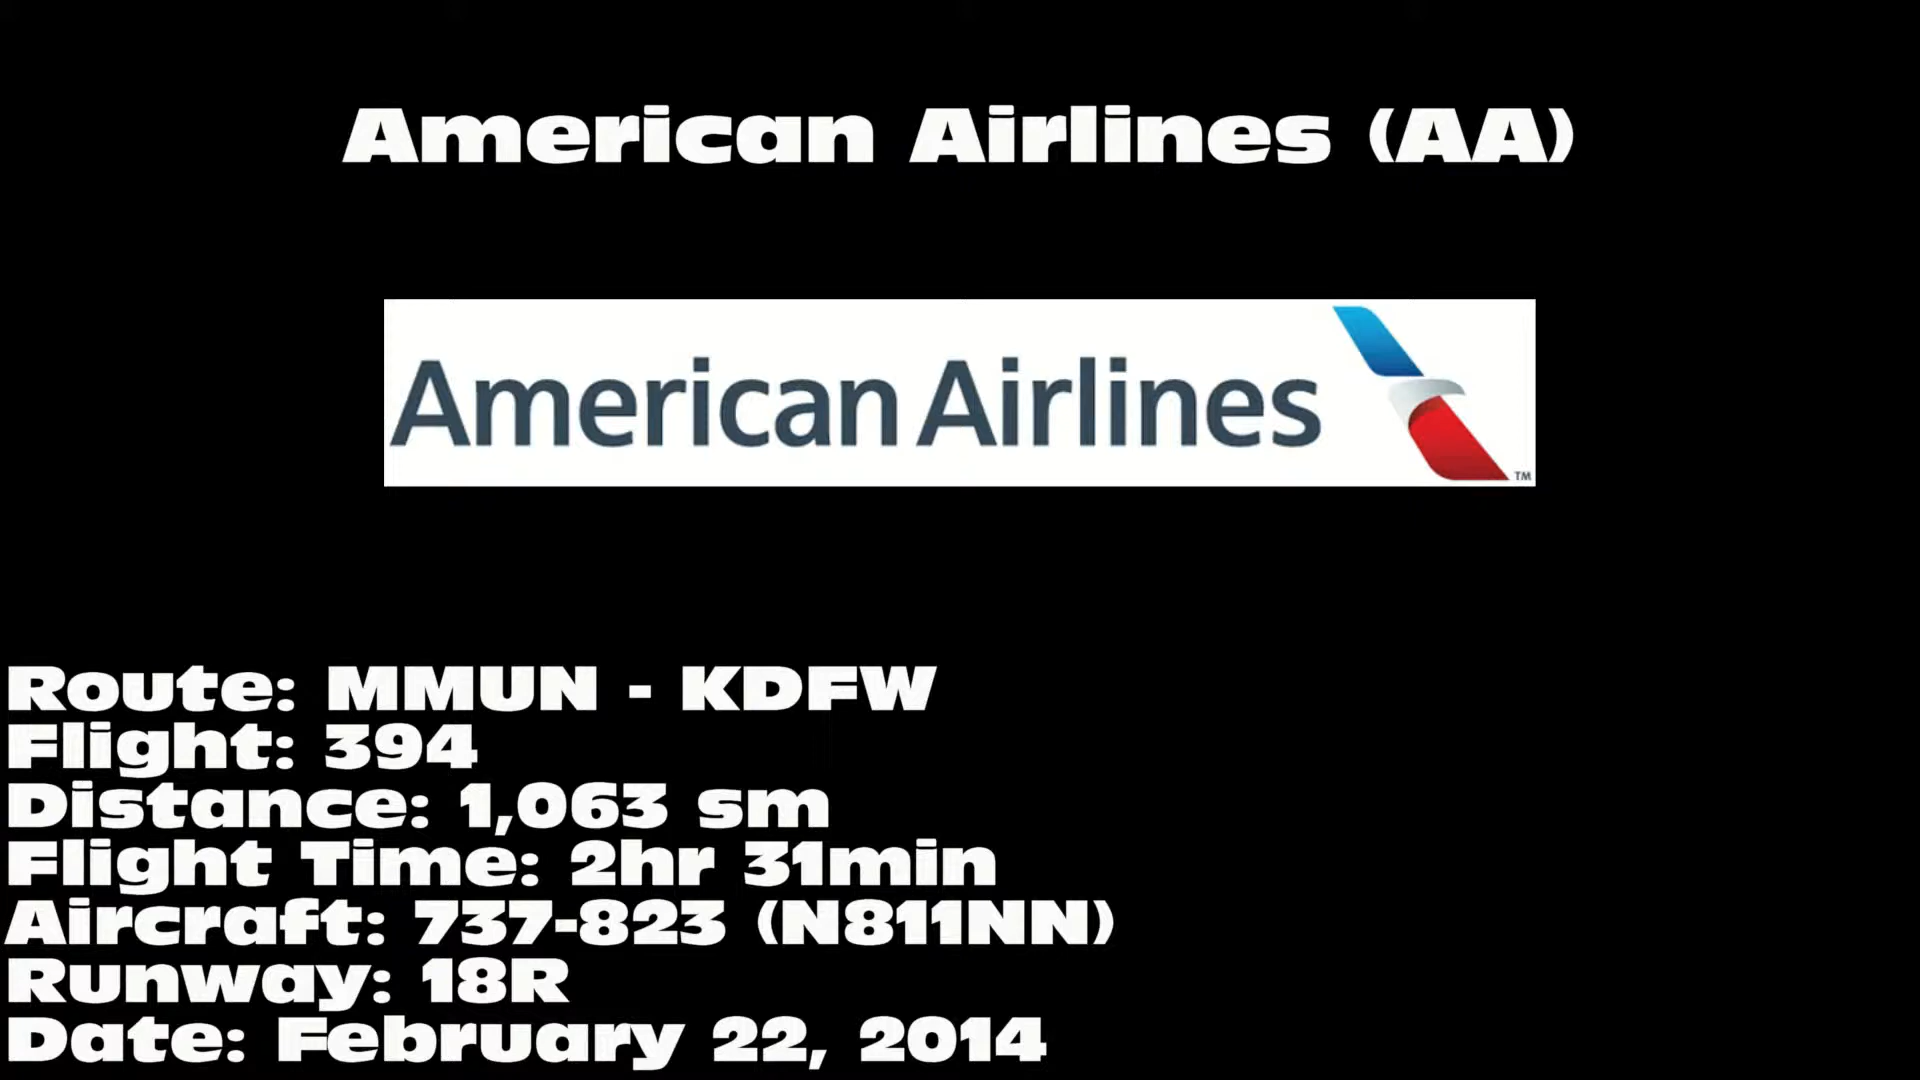 American Airlines (AA)
American Airlines
TM
Route: MMUN - KDFW
Flight: 394
Distance: 1,063 sm
Flight Time: 2hr 31min
Aircraft: 737-823 (N811NN)
Runway: 18R
Date: February 22, 2014